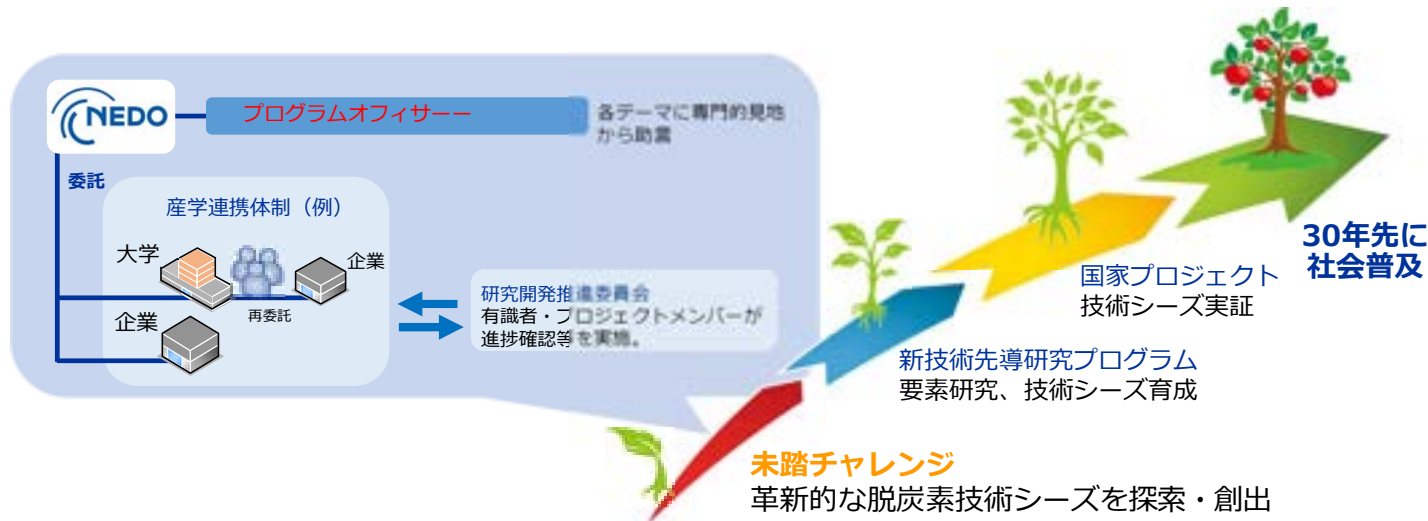 NEDO
プログラムオフィサーー
各テーマに専門的見地
から助言
委託
産学連携体制（例）
大学
企業
再委託
企業
研究開発推進委員会
有識者・プロジェクトメンバーが
進捗確認等を実施。
30年先に
社会普及
国家プロジェクト
技術シーズ実証
新技術先導研究プログラム
要素研究、技術シーズ育成
未踏チャレンジ
革新的な脱炭素技術シーズを探索・創出